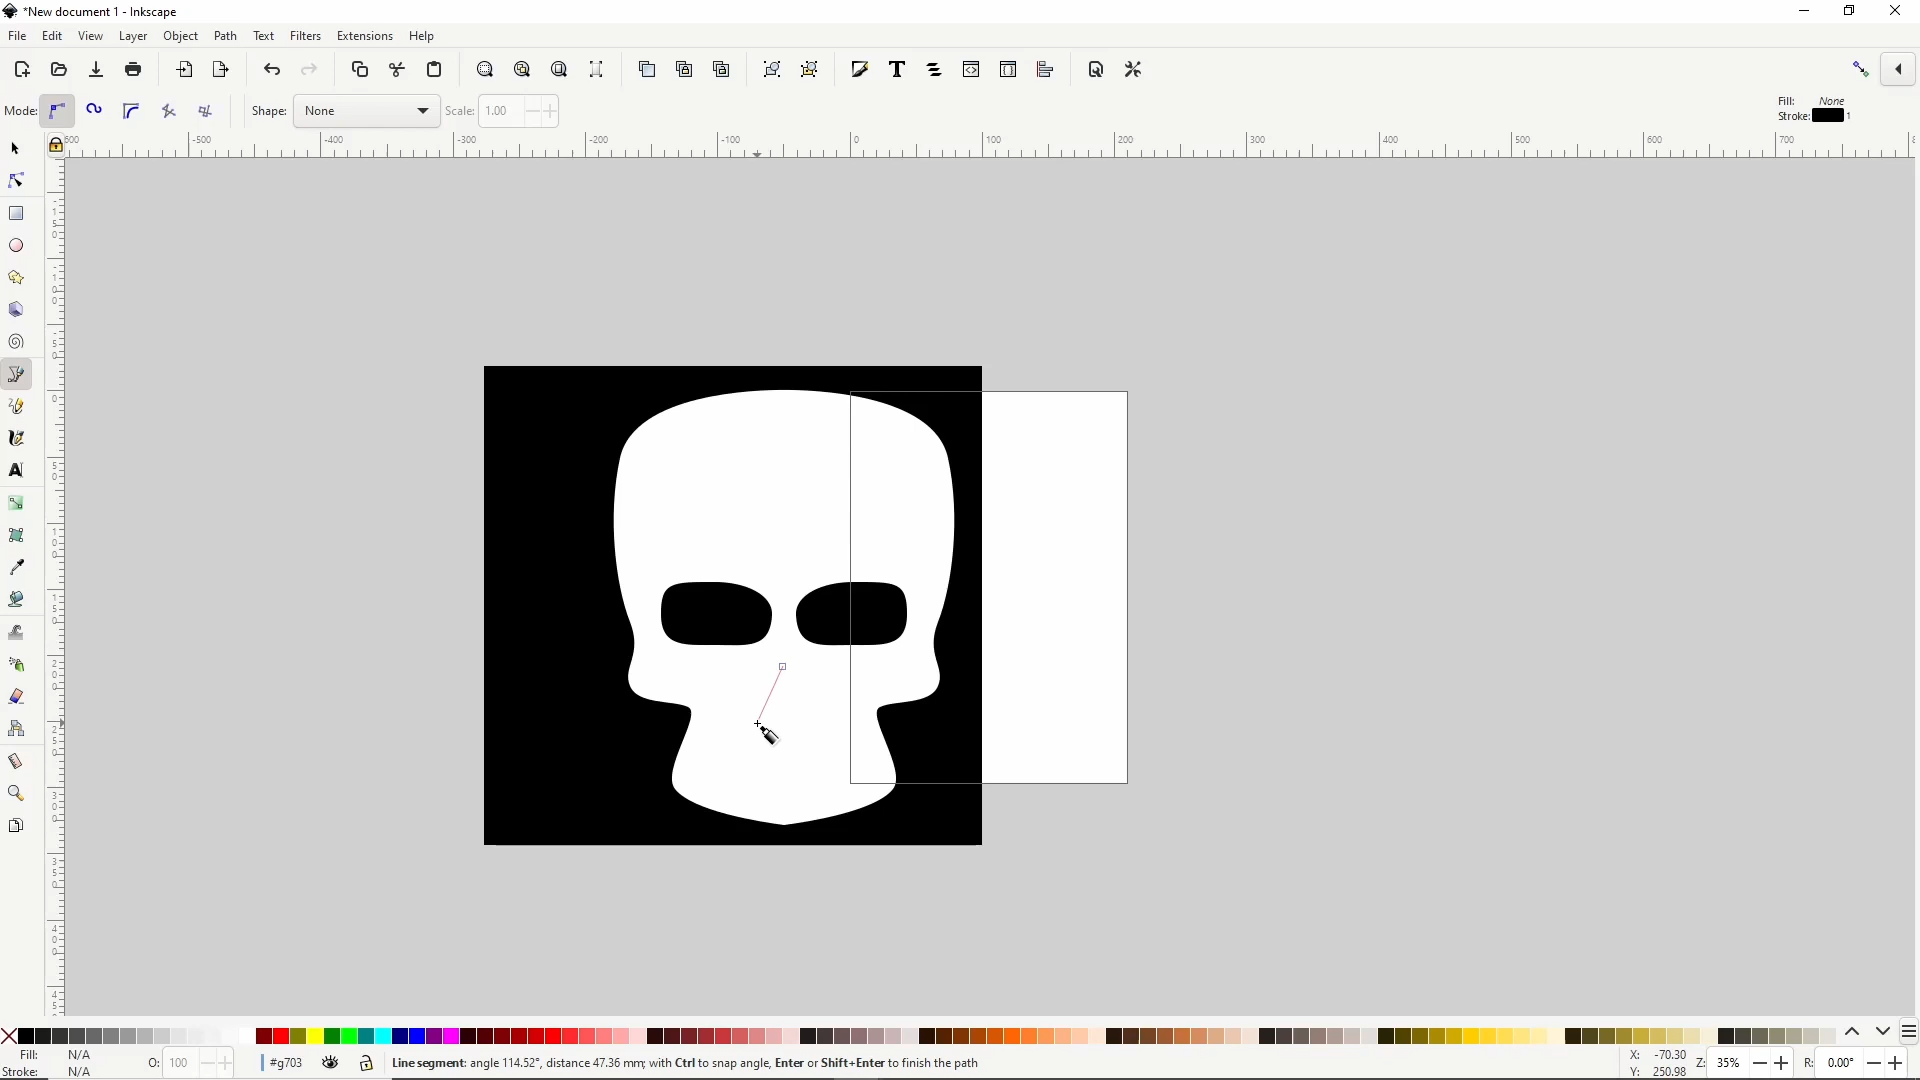 *New document 1 - Inkscape
File Edit View Layer Object Path Text Filters Extensions Help
Mode: Shape: None Scale: 1.00 Fill: None
Stroke: 1
-500 -400 -300 -200 -100 0 100 200 300 400 500 600 700
Fill: N/A O: 100 #g703 Line segment: angle 114.52°, distance 47.36 mm; with Ctrl to snap angle, Enter or Shift+Enter to finish the path X: -70.30 Z: 35% R: 0.00°
Stroke: N/A Y: 250.98